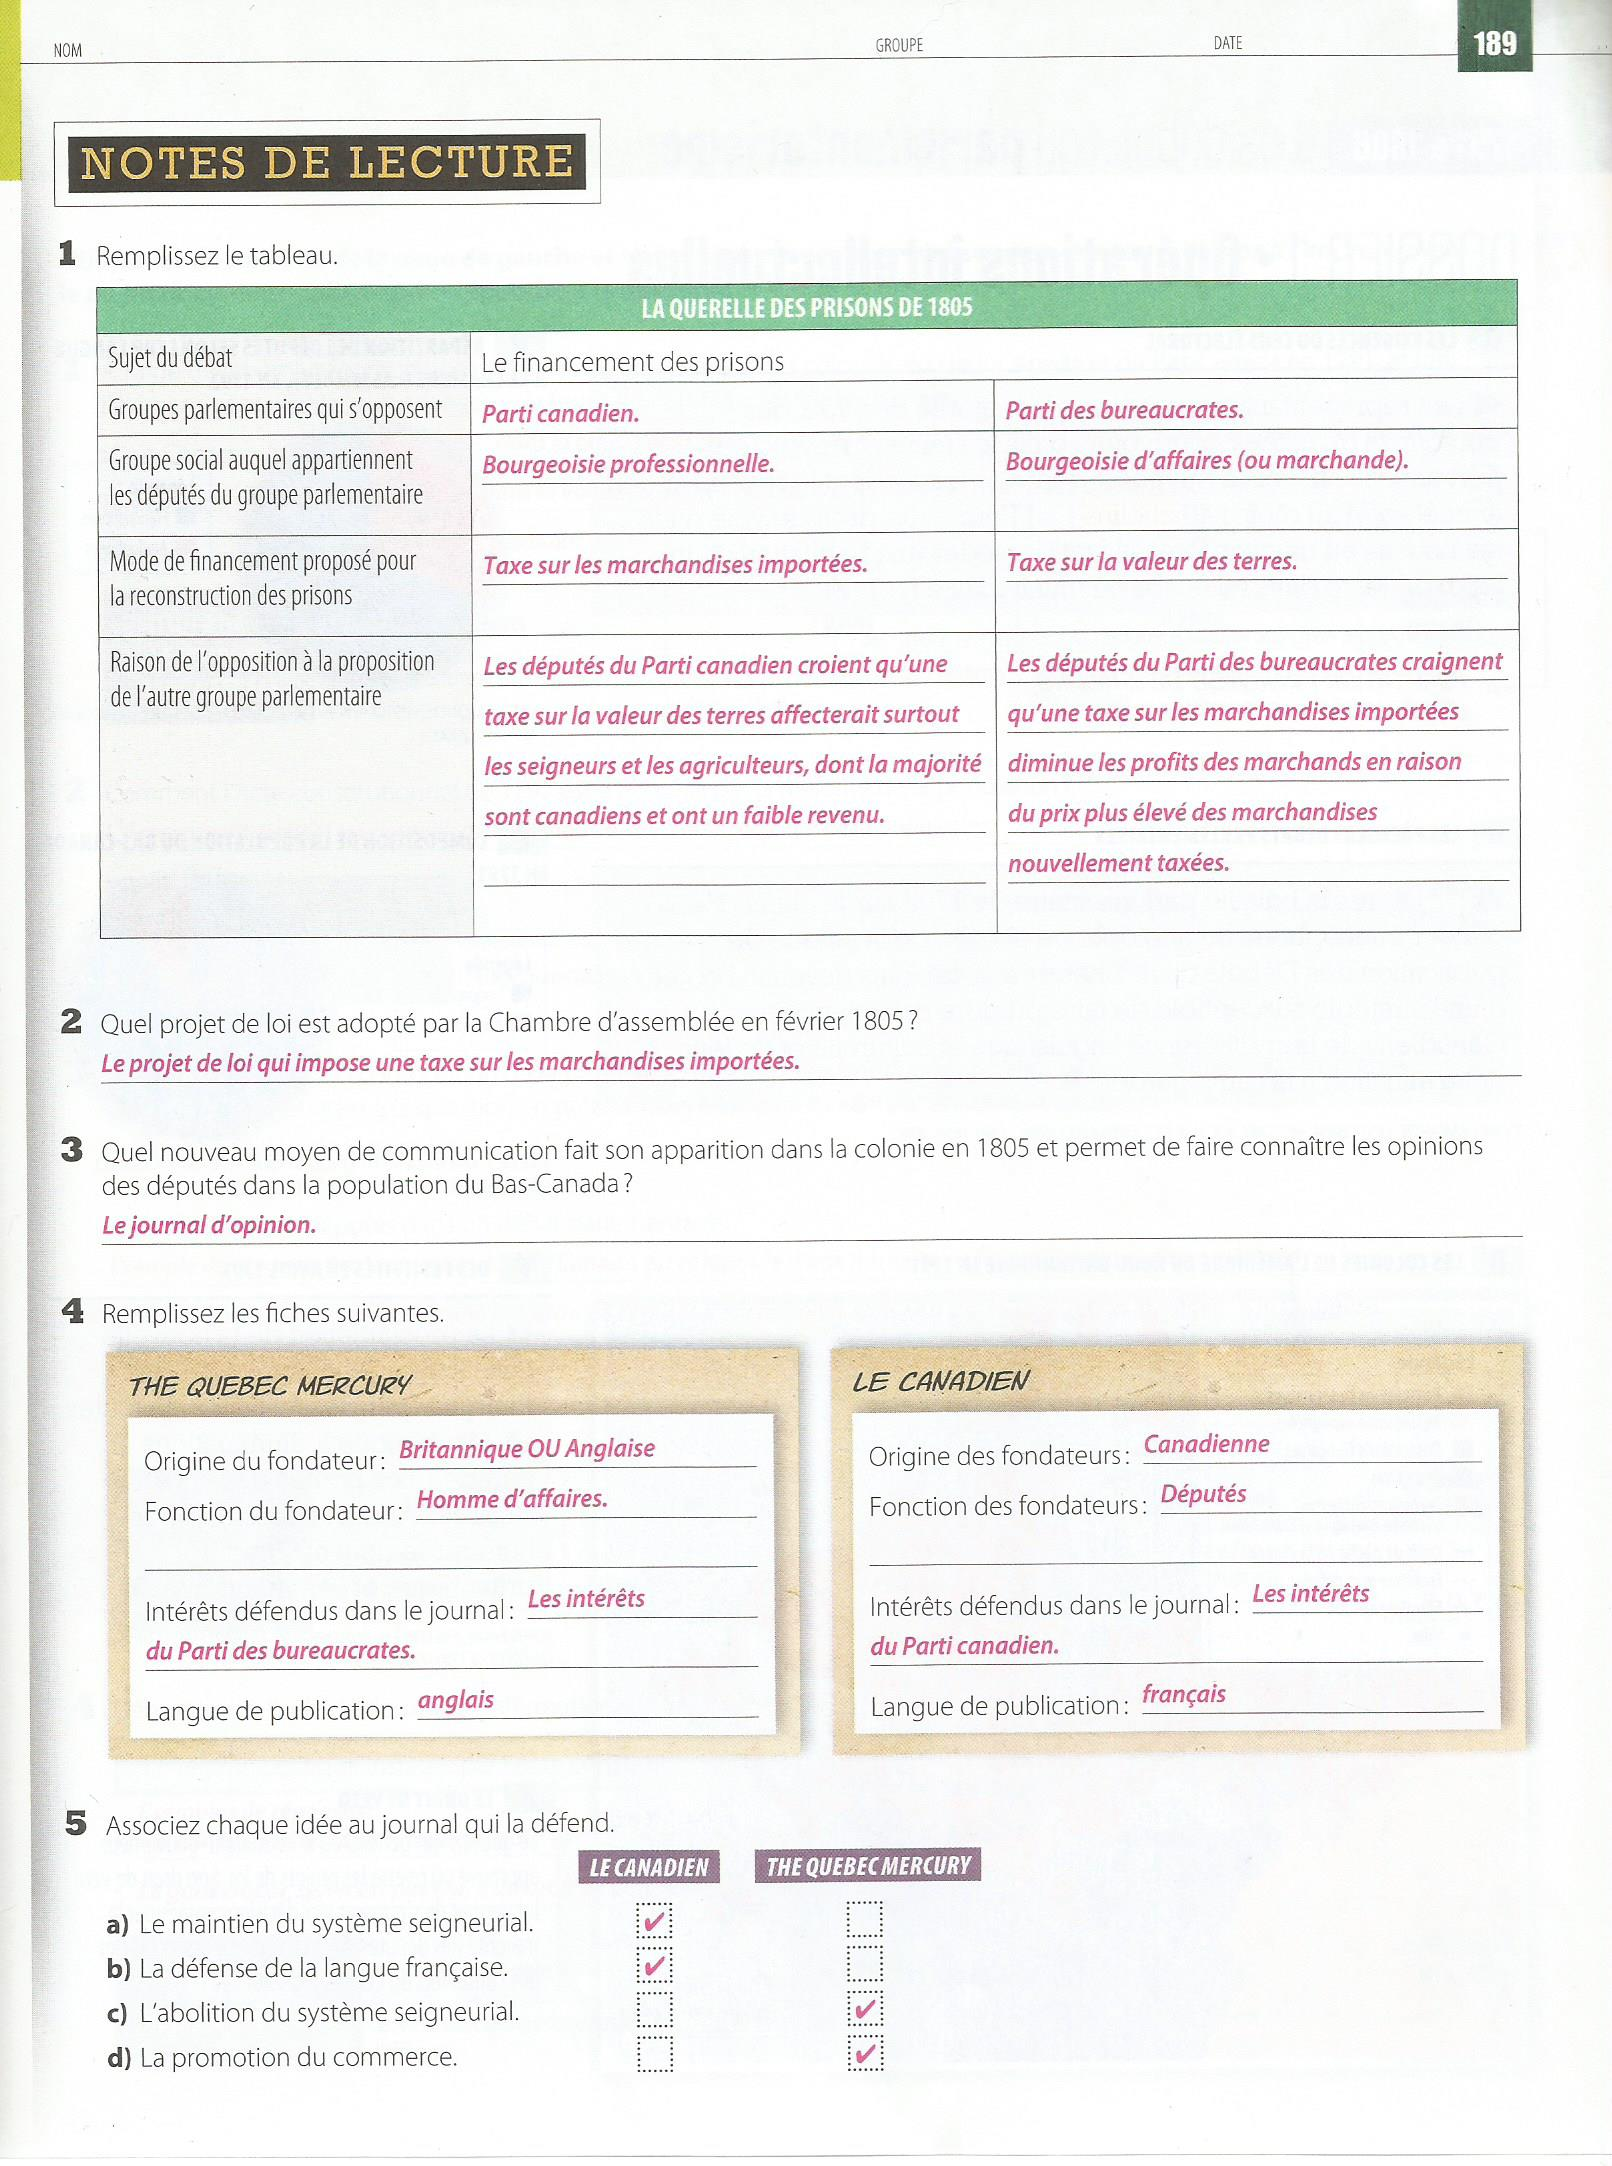 NOM GROUPE DATE 189
NOTES DE LECTURE
1 Remplissez le tableau.
LA QUERELLE DES PRISONS DE 1805
Sujet du débat
Le financement des prisons
Groupes parlementaires qui s'opposent
Parti canadien.
Parti des bureaucrates.
Groupe social auquel appartiennent
les députés du groupe parlementaire
Bourgeoisie professionnelle.
Bourgeoisie d'affaires (ou marchande).
Mode de financement proposé pour
la reconstruction des prisons
Taxe sur les marchandises importées.
Taxe sur la valeur des terres.
Raison de l'opposition à la proposition
de l'autre groupe parlementaire
Les députés du Parti canadien croient qu'une
taxe sur la valeur des terres affecterait surtout
les seigneurs et les agriculteurs, dont la majorité
sont canadiens et ont un faible revenu.
Les députés du Parti des bureaucrates craignent
qu'une taxe sur les marchandises importées
diminue les profits des marchands en raison
du prix plus élevé des marchandises
nouvellement taxées.
2 Quel projet de loi est adopté par la Chambre d'assemblée en février 1805 ?
Le projet de loi qui impose une taxe sur les marchandises importées.
3 Quel nouveau moyen de communication fait son apparition dans la colonie en 1805 et permet de faire connaître les opinions
des députés dans la population du Bas-Canada ?
Le journal d'opinion.
4 Remplissez les fiches suivantes.
THE QUEBEC MERCURY
Origine du fondateur : Britannique OU Anglaise
Fonction du fondateur : Homme d'affaires.
Intérêts défendus dans le journal : Les intérêts
du Parti des bureaucrates.
Langue de publication : anglais
LE CANADIEN
Origine des fondateurs : Canadienne
Fonction des fondateurs : Députés
Intérêts défendus dans le journal : Les intérêts
du Parti canadien.
Langue de publication : français
5 Associez chaque idée au journal qui la défend.
LE CANADIEN THE QUEBEC MERCURY
a) Le maintien du système seigneurial. ✔
b) La défense de la langue française. ✔
c) L'abolition du système seigneurial. ✔
d) La promotion du commerce. ✔